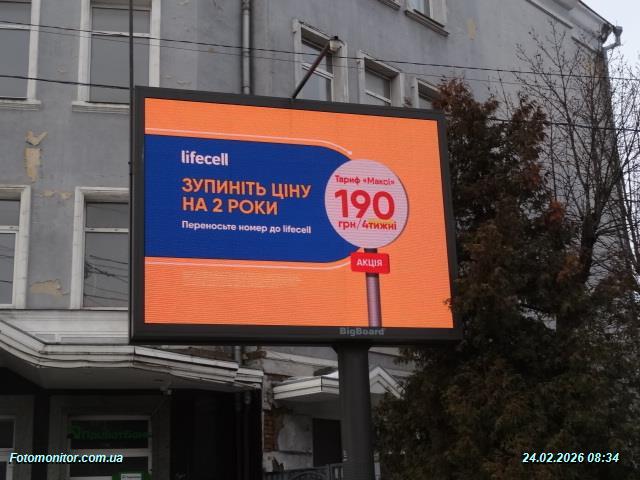 lifecell
ЗУПИНІТЬ ЦІНУ
НА 2 РОКИ
Переносьте номер до lifecell
Тариф «Максі»
190
грн/4тижні
АКЦІЯ
BigBoard
ПриватБанк
Fotomonitor.com.ua
24.02.2026 08:34